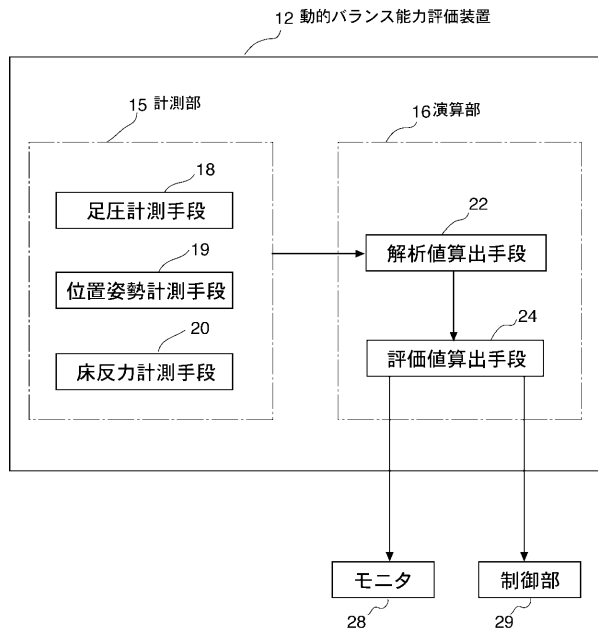 12 動的バランス能力評価装置
15 計測部
16 演算部
18
足圧計測手段
19
位置姿勢計測手段
20
床反力計測手段
22
解析値算出手段
24
評価値算出手段
モニタ
28
制御部
29